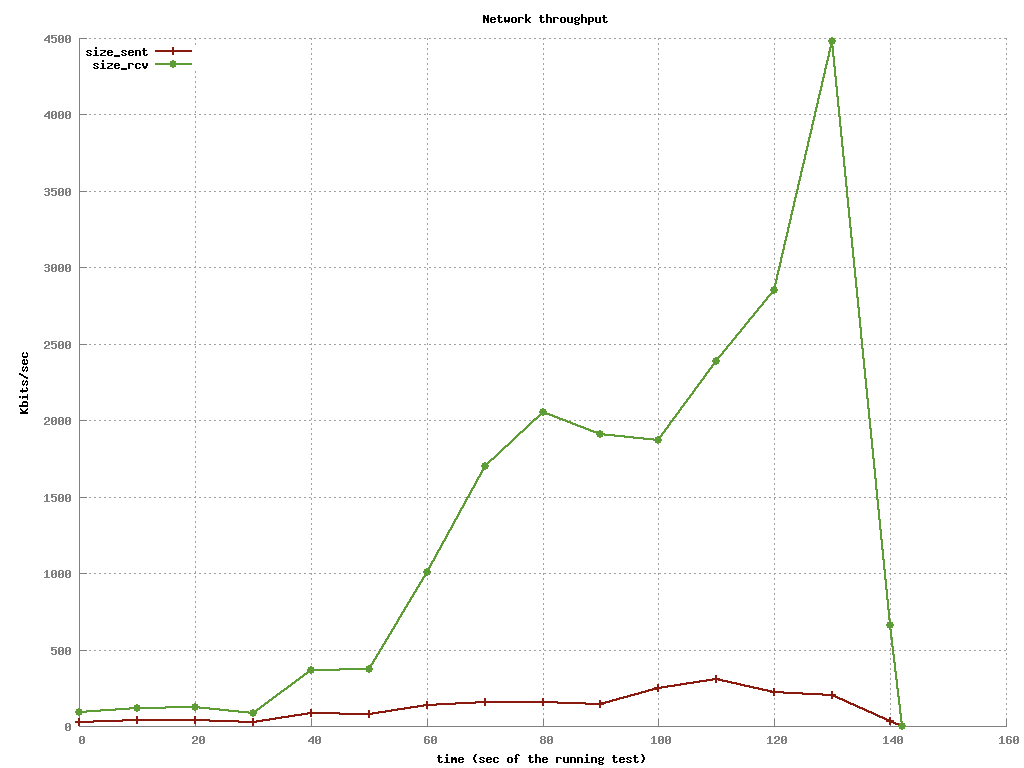 Network throughput
size_sent
size_rcv
4500
4000
3500
3000
2500
2000
1500
1000
500
0
Kbits/sec
0 20 40 60 80 100 120 140 160
time (sec of the running test)